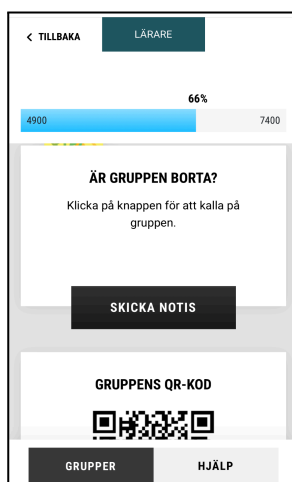 TILLBAKA
LÄRARE
66%
4900
7400
ÄR GRUPPEN BORTA?
Klicka på knappen för att kalla på
gruppen.
SKICKA NOTIS
GRUPPENS QR-KOD
GRUPPER
HJÄLP